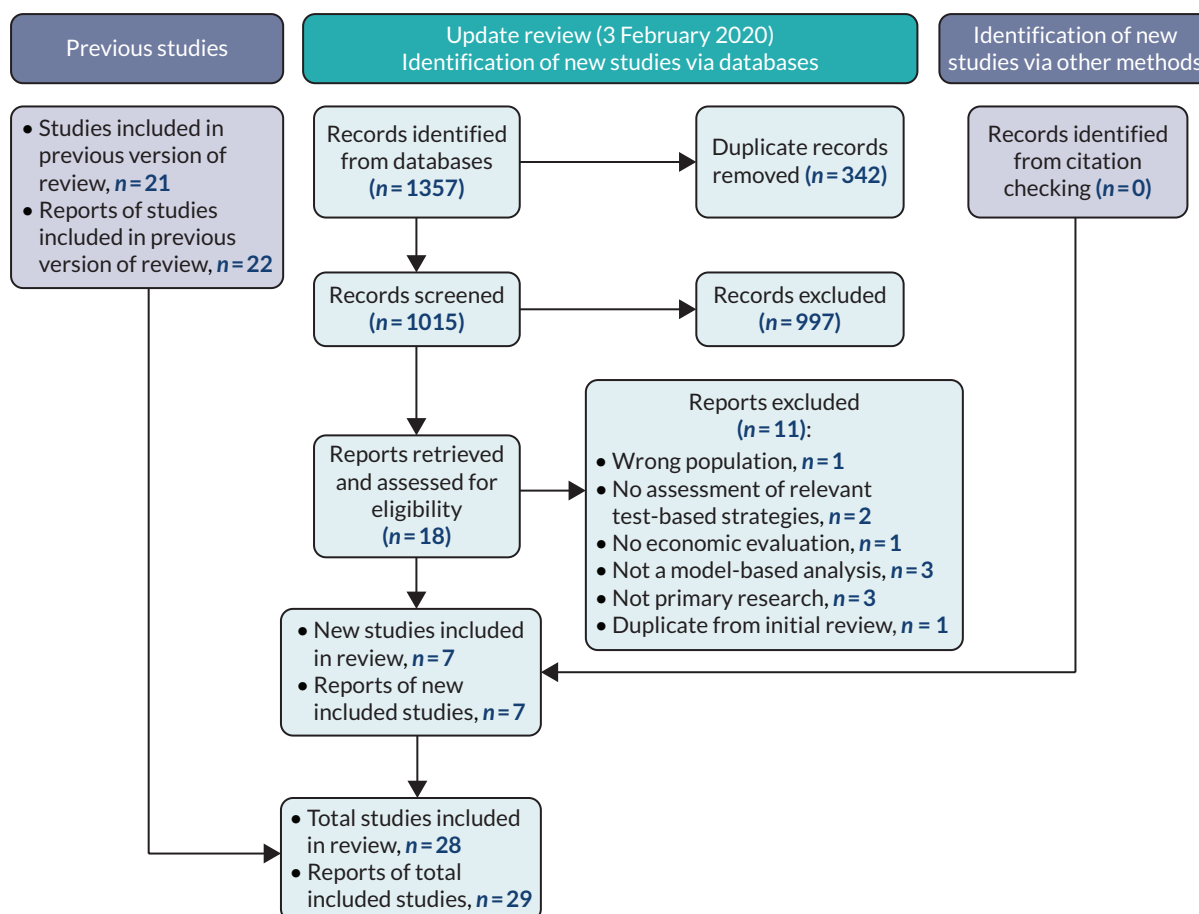 Previous studies
Update review (3 February 2020)
Identification of new studies via databases
Identification of new
studies via other methods
• Studies included in
previous version of
review, n = 21
• Reports of studies
included in previous
version of review, n = 22
Records identified
from databases
(n = 1357)
Duplicate records
removed (n = 342)
Records identified
from citation
checking (n = 0)
Records screened
(n = 1015)
Records excluded
(n = 997)
Reports retrieved
and assessed for
eligibility
(n = 18)
Reports excluded
(n = 11):
• Wrong population, n = 1
• No assessment of relevant
test-based strategies, n = 2
• No economic evaluation, n = 1
• Not a model-based analysis, n = 3
• Not primary research, n = 3
• Duplicate from initial review, n = 1
• New studies included
in review, n = 7
• Reports of new
included studies, n = 7
• Total studies included
in review, n = 28
• Reports of total
included studies, n = 29